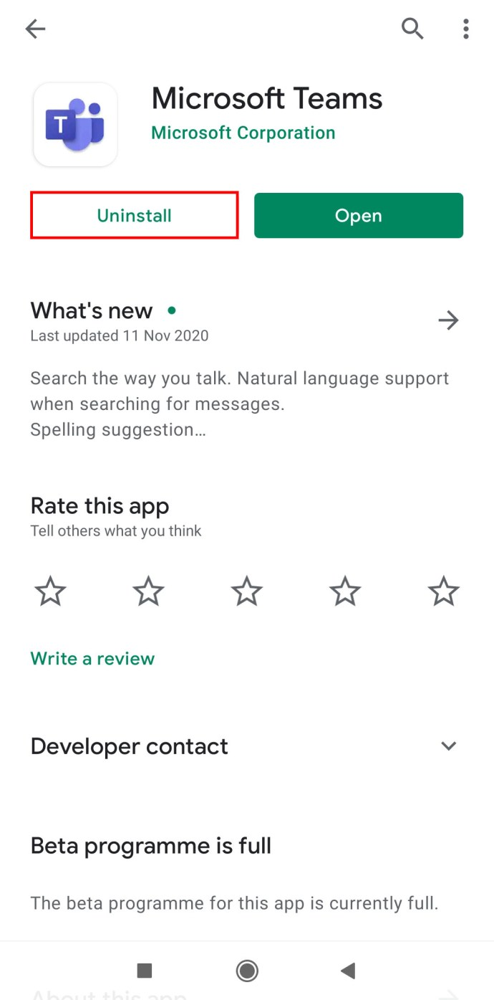 Microsoft Teams
T
Microsoft Corporation
Uninstall
Open
What's new
Last updated 11 Nov 2020
Search the way you talk. Natural language support
when searching for messages.
Spelling suggestion…
Rate this app
Tell others what you think
Write a review
Developer contact
Beta programme is full
The beta programme for this app is currently full.
About this app